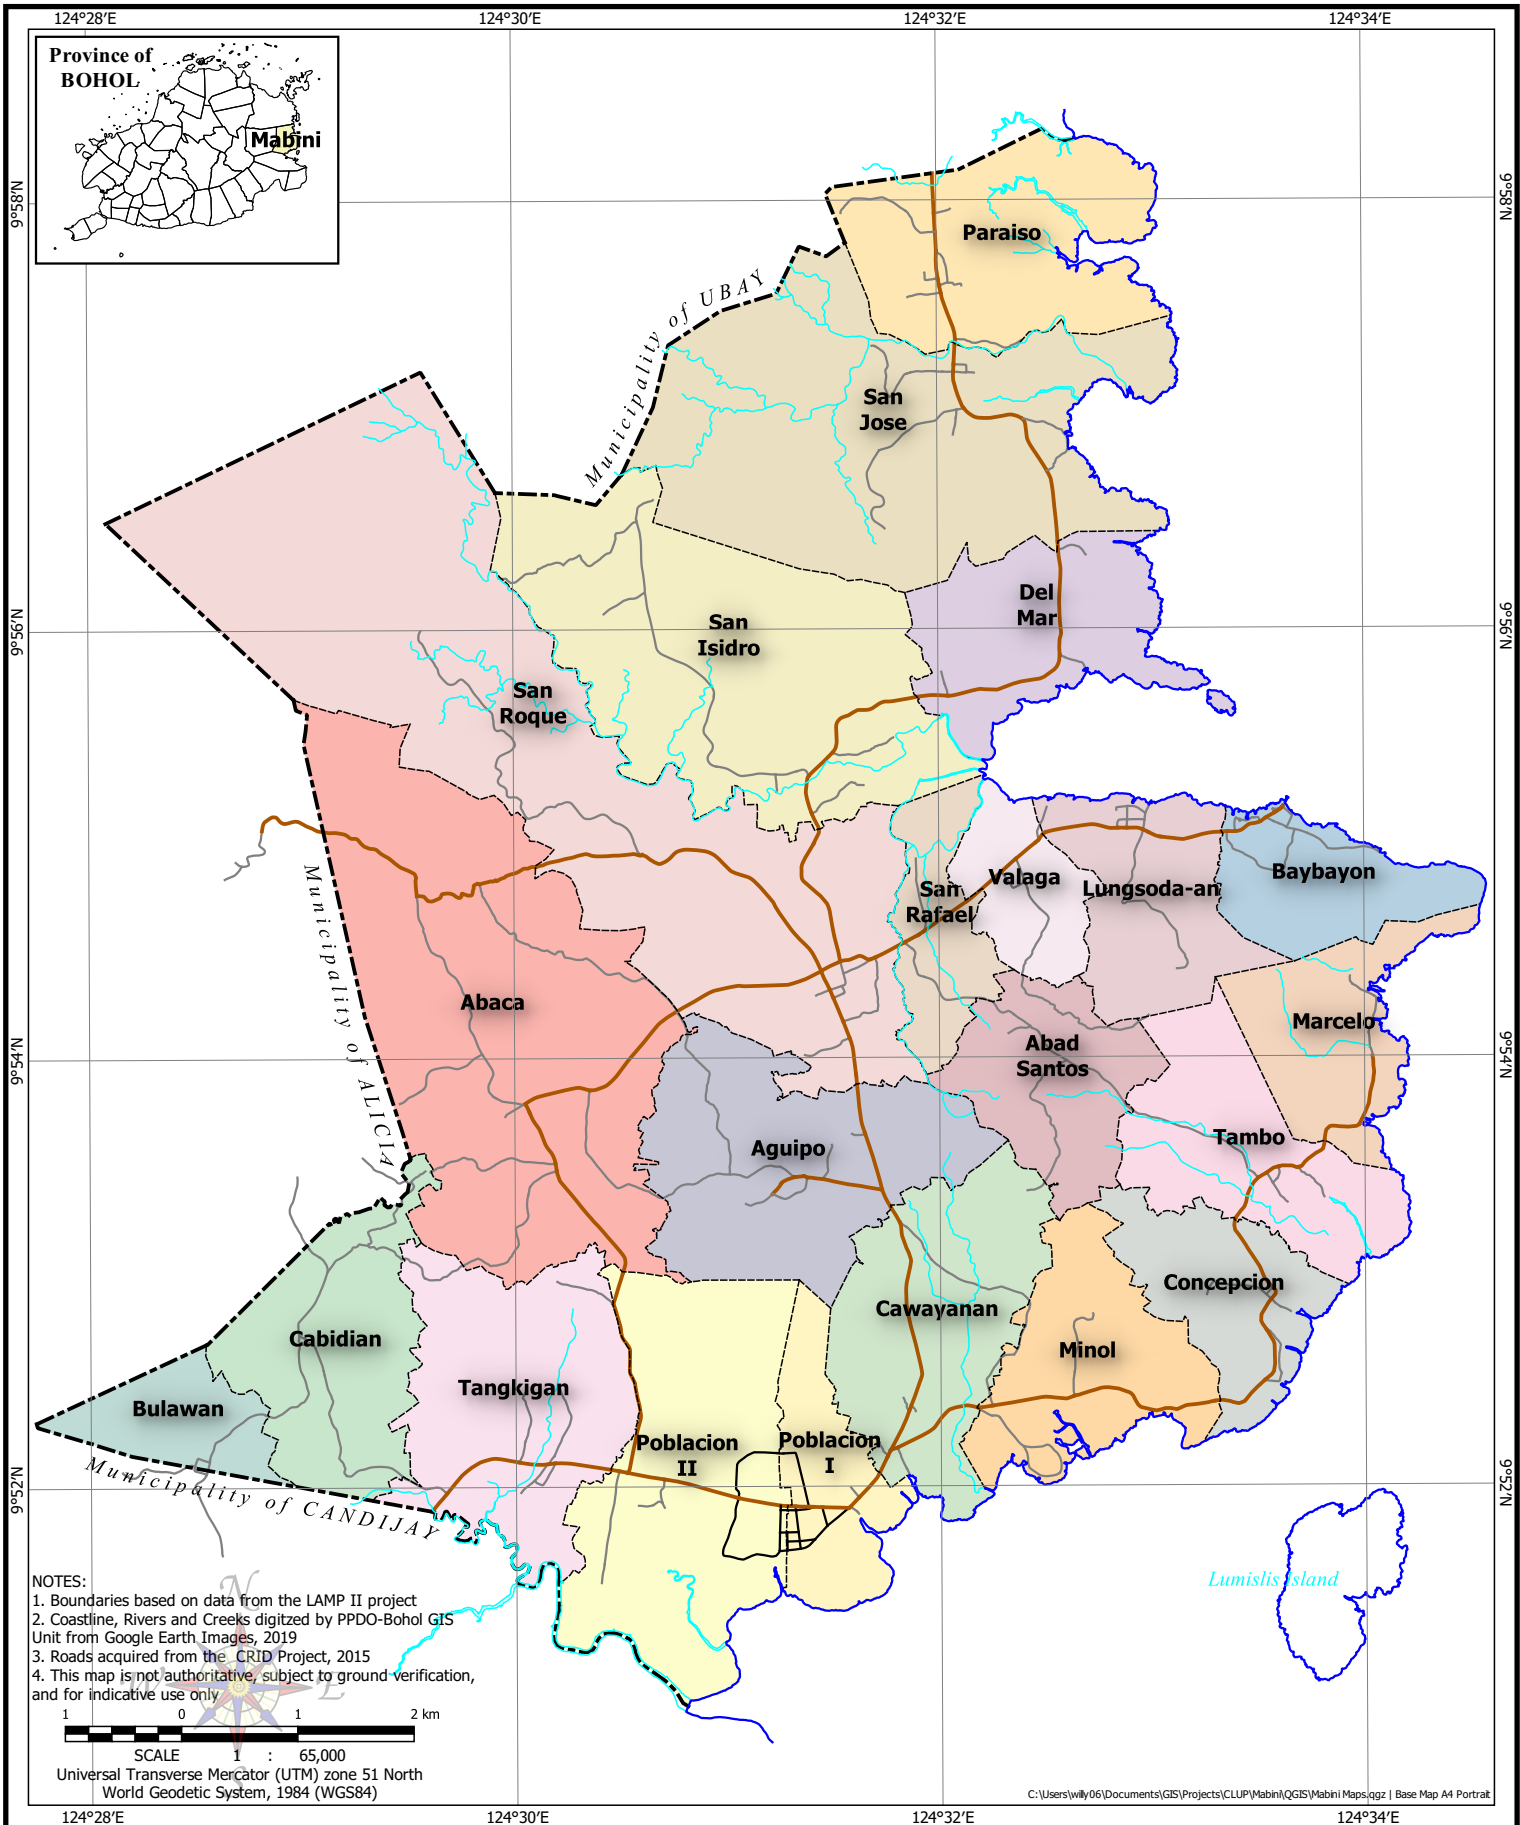 124°28′E
124°30′E
124°32′E
124°34′E
Province of
BOHOL
Mabini
9°58′N
9°58′N
Paraiso
Municipality of UBAY
San
Jose
Del
Mar
San
Isidro
9°56′N
9°56′N
San
Roque
Municipality of ALICIA
San
Rafael
Valaga
Lungsoda-an
Baybayon
Abaca
Marcelo
Abad
Santos
9°54′N
9°54′N
Aguipo
Tambo
Concepcion
Cawayanan
Cabidian
Minol
Tangkigan
Bulawan
Poblacion
II
Poblacion
I
Municipality of CANDIJAY
9°52′N
9°52′N
Lumislis Island
N
W
E
S
NOTES:
1. Boundaries based on data from the LAMP II project
2. Coastline, Rivers and Creeks digitzed by PPDO-Bohol GIS
Unit from Google Earth Images, 2019
3. Roads acquired from the CRID Project, 2015
4. This map is not authoritative, subject to ground verification,
and for indicative use only
1 0 1 2 km
SCALE 1 : 65,000
Universal Transverse Mercator (UTM) zone 51 North
World Geodetic System, 1984 (WGS84)
C:\Users\willy06\Documents\GIS\Projects\CLUP\Mabini\QGIS\Mabini Maps.qgz | Base Map A4 Portrait
124°28′E
124°30′E
124°32′E
124°34′E